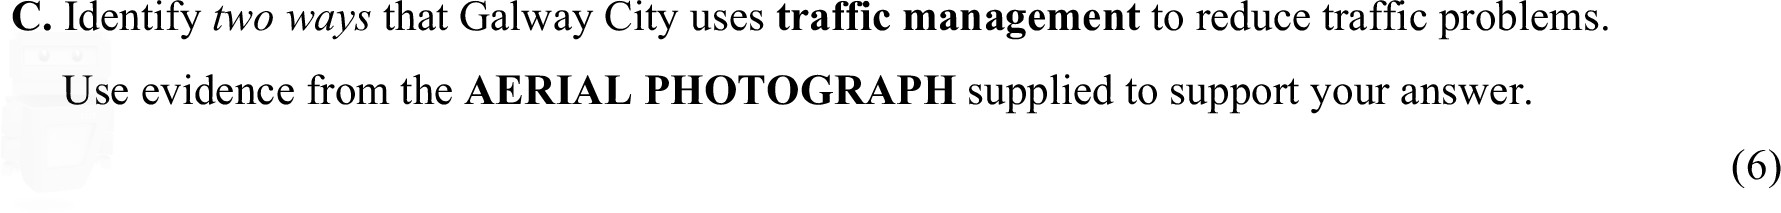 C. Identify two ways that Galway City uses traffic management to reduce traffic problems.
Use evidence from the AERIAL PHOTOGRAPH supplied to support your answer.
(6)